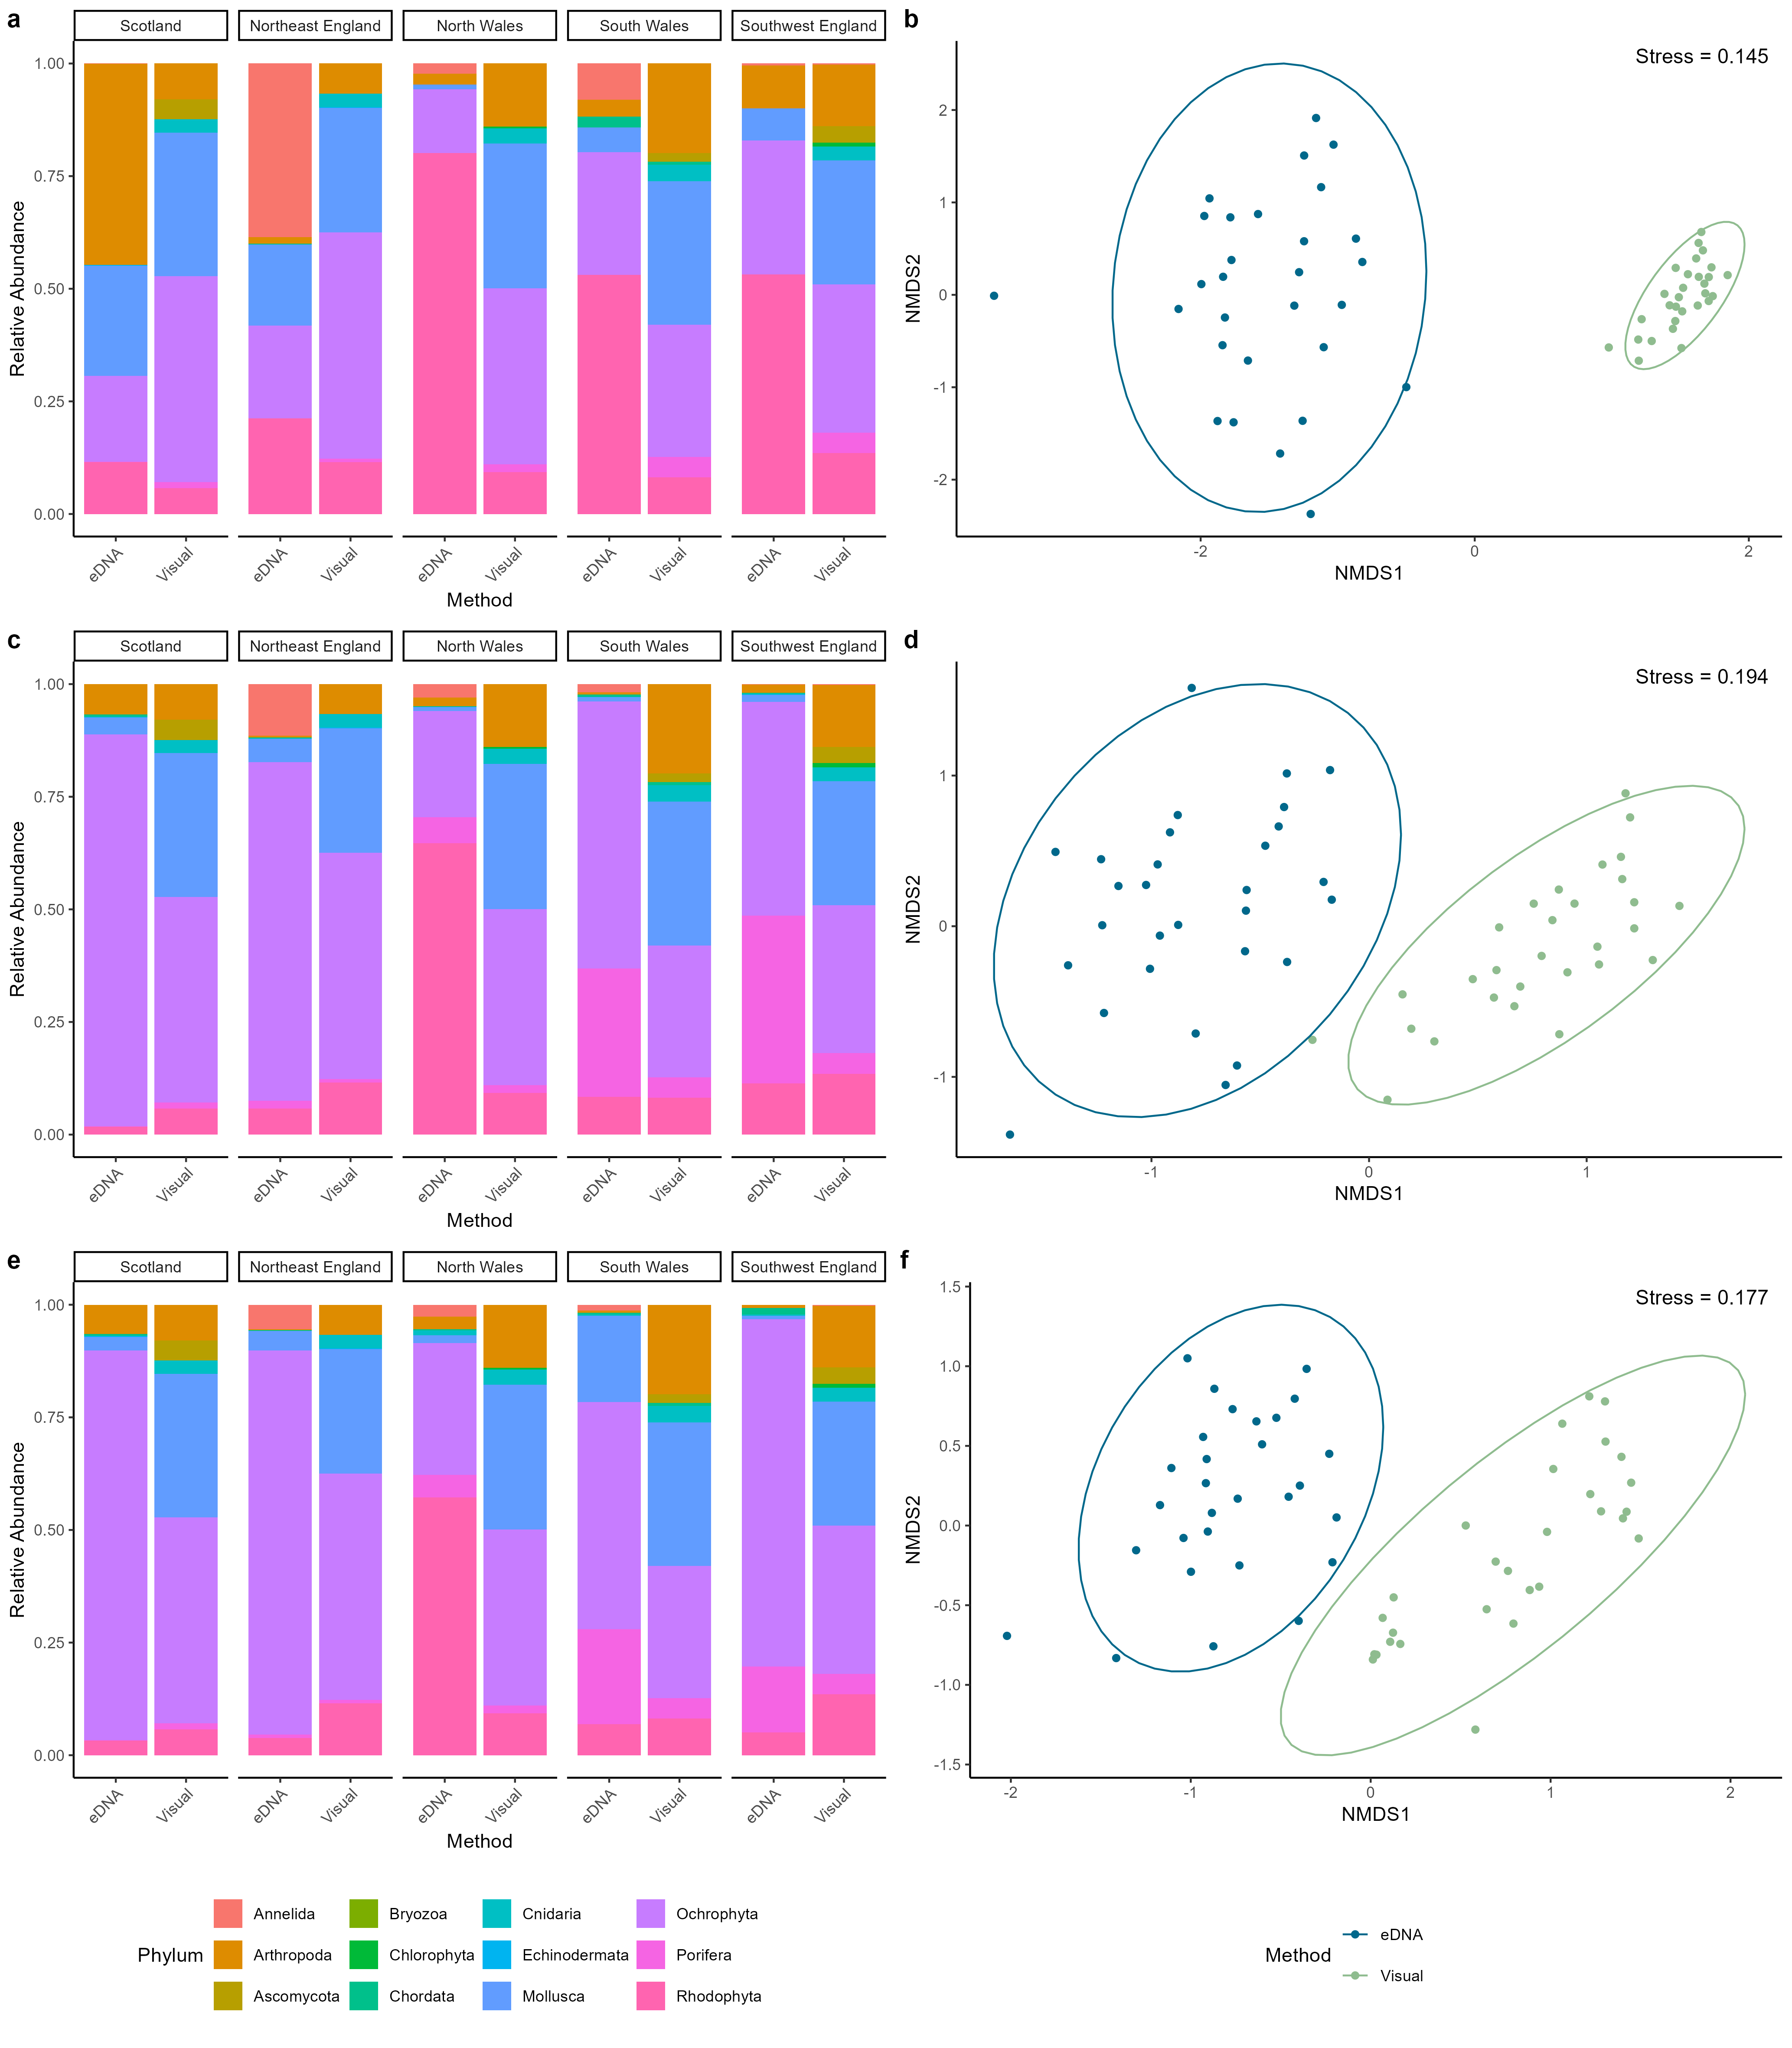 a
Scotland Northeast England North Wales South Wales Southwest England
1.00
0.75
0.50
0.25
0.00
Relative Abundance
eDNA Visual eDNA Visual eDNA Visual eDNA Visual eDNA Visual
Method
b
Stress = 0.145
2
1
0
-1
-2
NMDS2
-2 0 2
NMDS1
c
Scotland Northeast England North Wales South Wales Southwest England
1.00
0.75
0.50
0.25
0.00
Relative Abundance
eDNA Visual eDNA Visual eDNA Visual eDNA Visual eDNA Visual
Method
d
Stress = 0.194
1
0
-1
NMDS2
-1 0 1
NMDS1
e
Scotland Northeast England North Wales South Wales Southwest England
1.00
0.75
0.50
0.25
0.00
Relative Abundance
eDNA Visual eDNA Visual eDNA Visual eDNA Visual eDNA Visual
Method
f
Stress = 0.177
1.5
1.0
0.5
0.0
-0.5
-1.0
-1.5
NMDS2
-2 -1 0 1 2
NMDS1
Phylum
Annelida Bryozoa Cnidaria Ochrophyta
Arthropoda Chlorophyta Echinodermata Porifera
Ascomycota Chordata Mollusca Rhodophyta
Method
eDNA
Visual